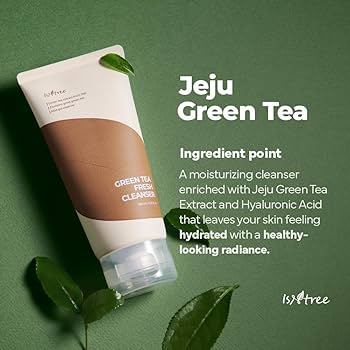 IsNtree
GREEN TEA
FRESH
CLEANSER
Jeju
Green Tea
Ingredient point
A moisturizing cleanser
enriched with Jeju Green Tea
Extract and Hyaluronic Acid
that leaves your skin feeling
hydrated with a healthy-
looking radiance.
IsNtree